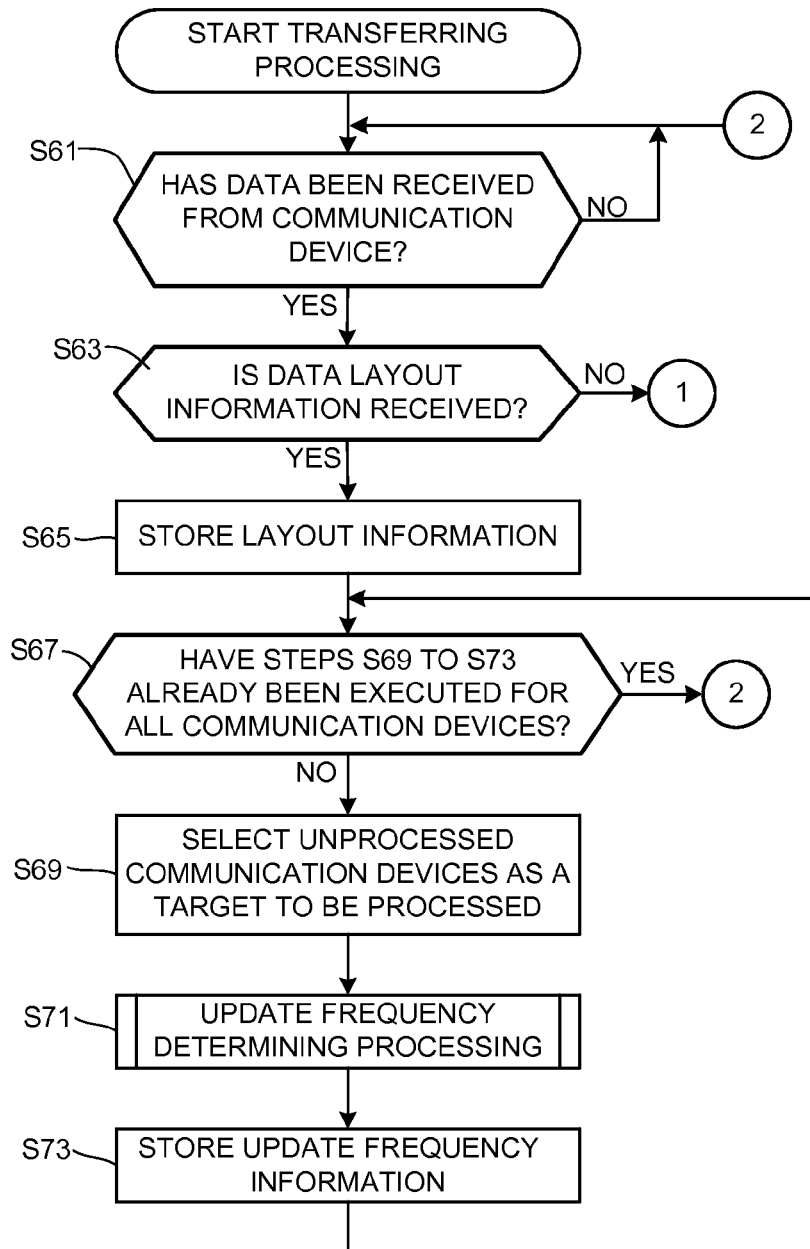 START TRANSFERRING
PROCESSING
2
S61
HAS DATA BEEN RECEIVED
FROM COMMUNICATION
DEVICE?
NO
YES
S63
IS DATA LAYOUT
INFORMATION RECEIVED?
NO
1
YES
S65
STORE LAYOUT INFORMATION
S67
HAVE STEPS S69 TO S73
ALREADY BEEN EXECUTED FOR
ALL COMMUNICATION DEVICES?
YES
2
NO
S69
SELECT UNPROCESSED
COMMUNICATION DEVICES AS A
TARGET TO BE PROCESSED
S71
UPDATE FREQUENCY
DETERMINING PROCESSING
S73
STORE UPDATE FREQUENCY
INFORMATION